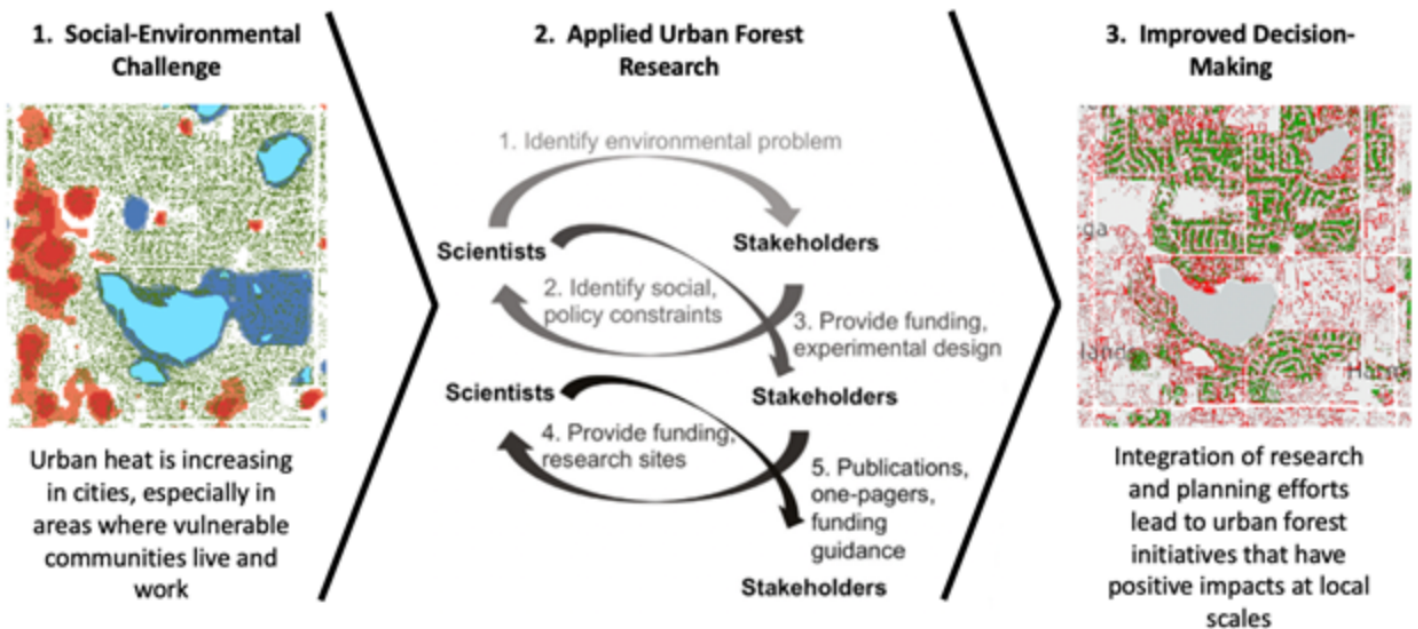 1. Social-Environmental
Challenge
Urban heat is increasing
in cities, especially in
areas where vulnerable
communities live and
work
2. Applied Urban Forest
Research
1. Identify environmental problem
Scientists
Stakeholders
2. Identify social,
policy constraints
3. Provide funding,
experimental design
Scientists
Stakeholders
4. Provide funding,
research sites
5. Publications,
one-pagers,
funding
guidance
Stakeholders
3. Improved Decision-
Making
Integration of research
and planning efforts
lead to urban forest
initiatives that have
positive impacts at local
scales